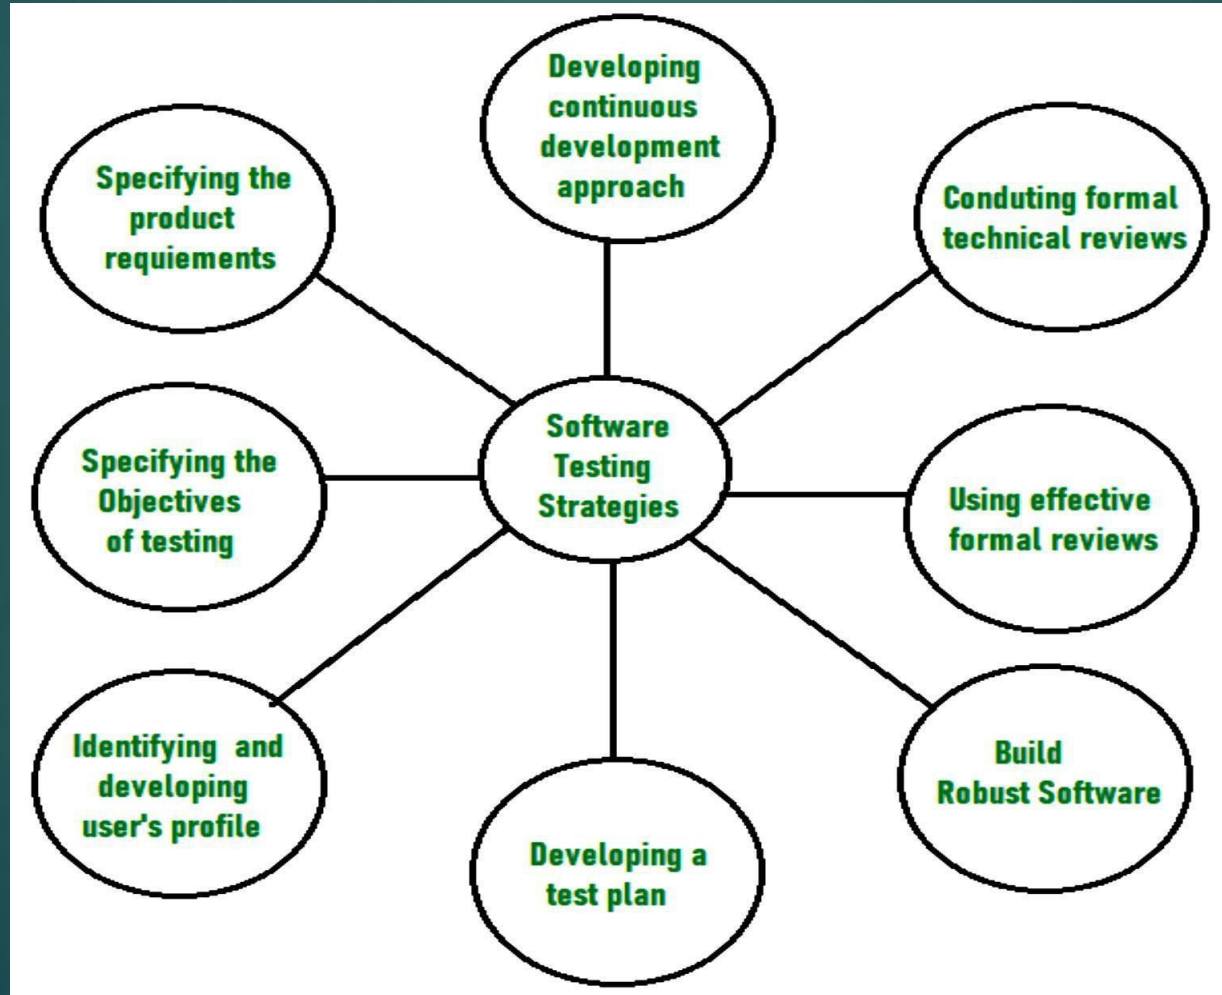 Developing
continuous
development
approach
Specifying the
product
requiements
Conduting formal
technical reviews
Software
Testing
Strategies
Specifying the
Objectives
of testing
Using effective
formal reviews
Identifying and
developing
user's profile
Build
Robust Software
Developing a
test plan